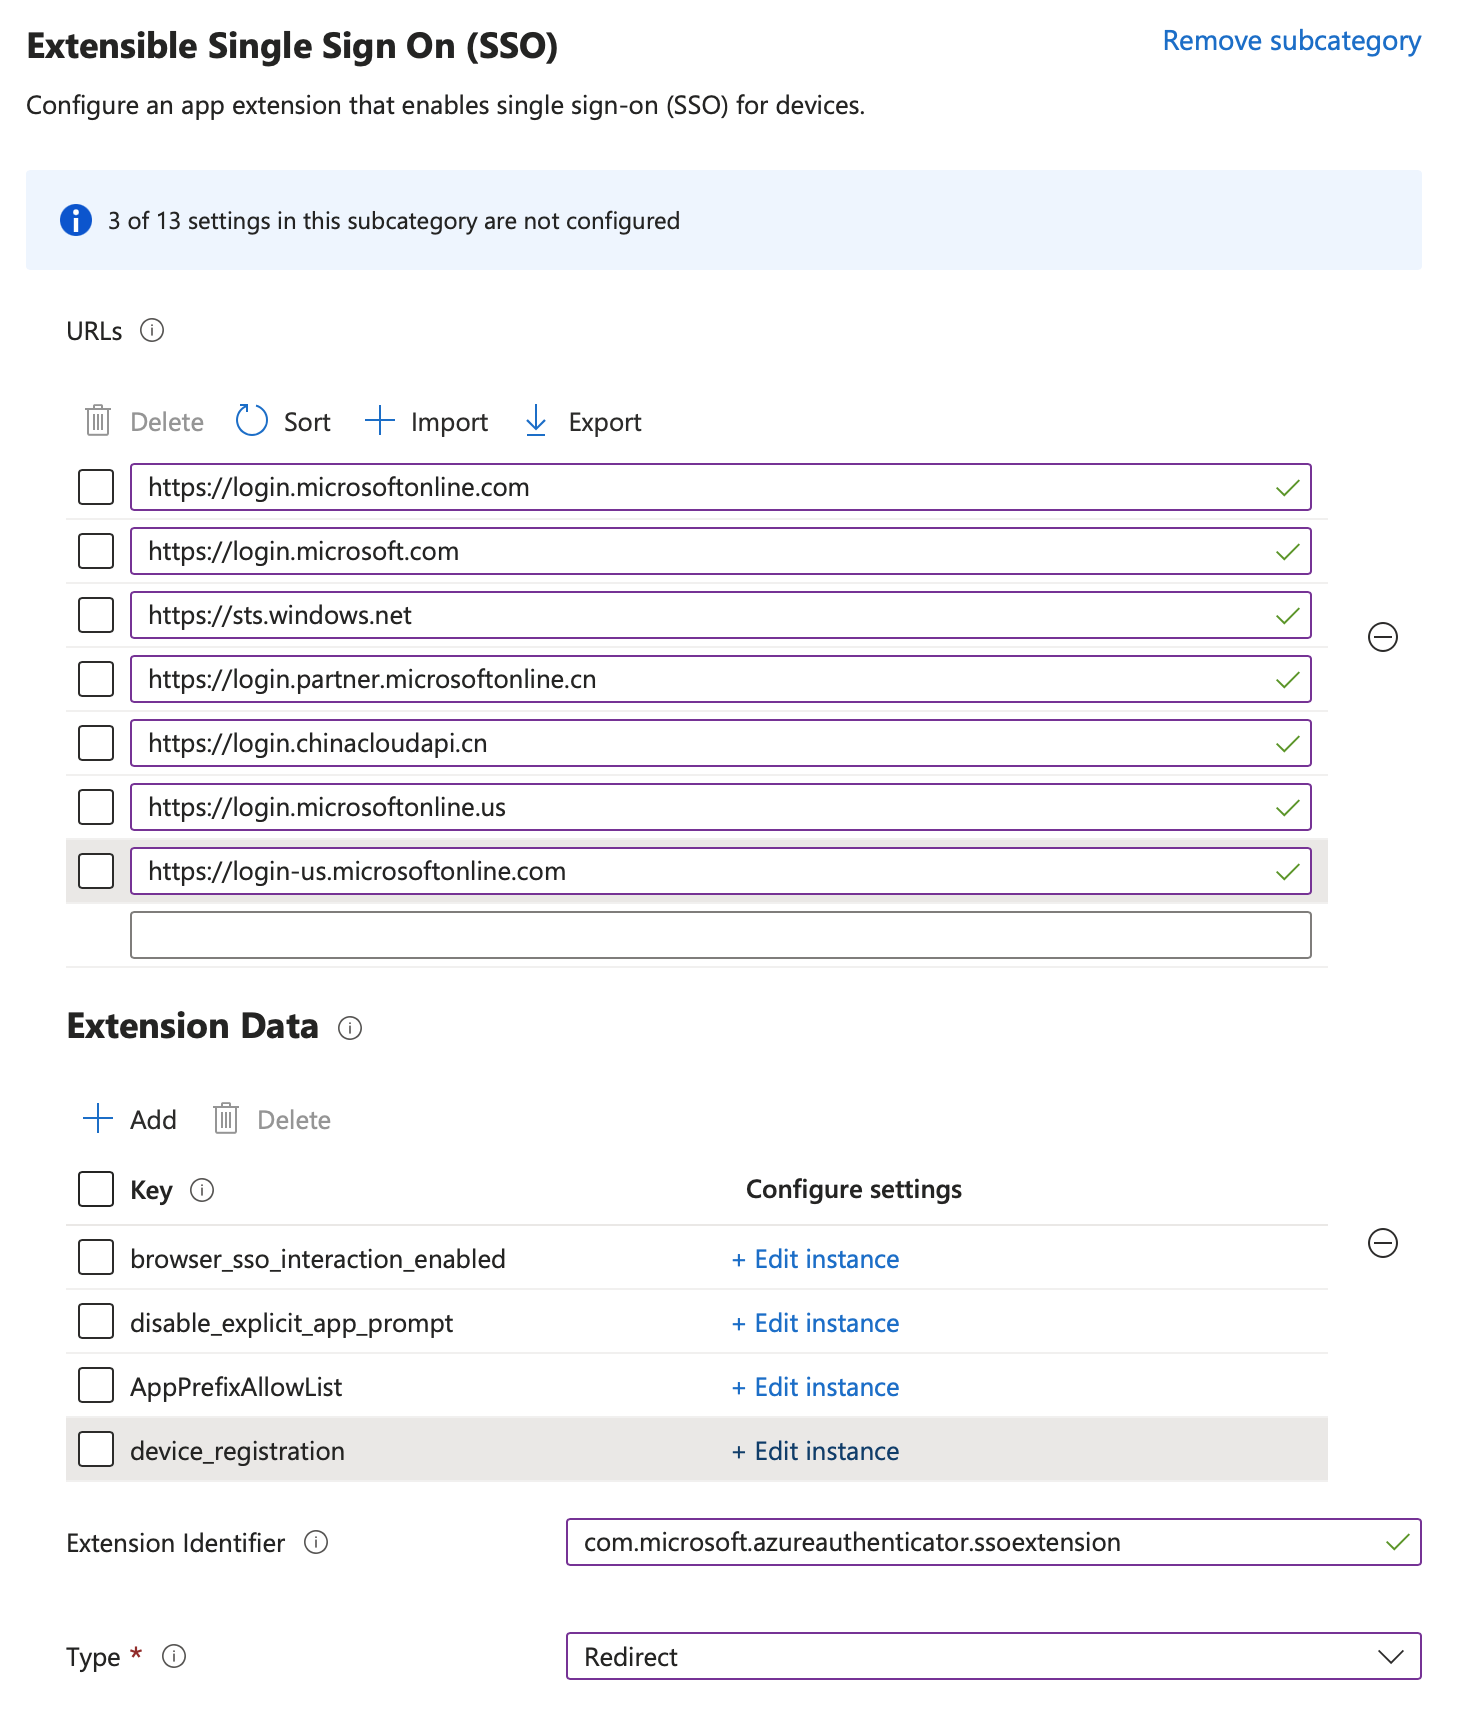 Extensible Single Sign On (SSO)
Remove subcategory
Configure an app extension that enables single sign-on (SSO) for devices.
3 of 13 settings in this subcategory are not configured
URLs
Delete Sort Import Export
https://login.microsoftonline.com
https://login.microsoft.com
https://sts.windows.net
https://login.partner.microsoftonline.cn
https://login.chinacloudapi.cn
https://login.microsoftonline.us
https://login-us.microsoftonline.com
Extension Data
Add Delete
Key Configure settings
browser_sso_interaction_enabled + Edit instance
disable_explicit_app_prompt + Edit instance
AppPrefixAllowList + Edit instance
device_registration + Edit instance
Extension Identifier com.microsoft.azureauthenticator.ssoextension
Type * Redirect